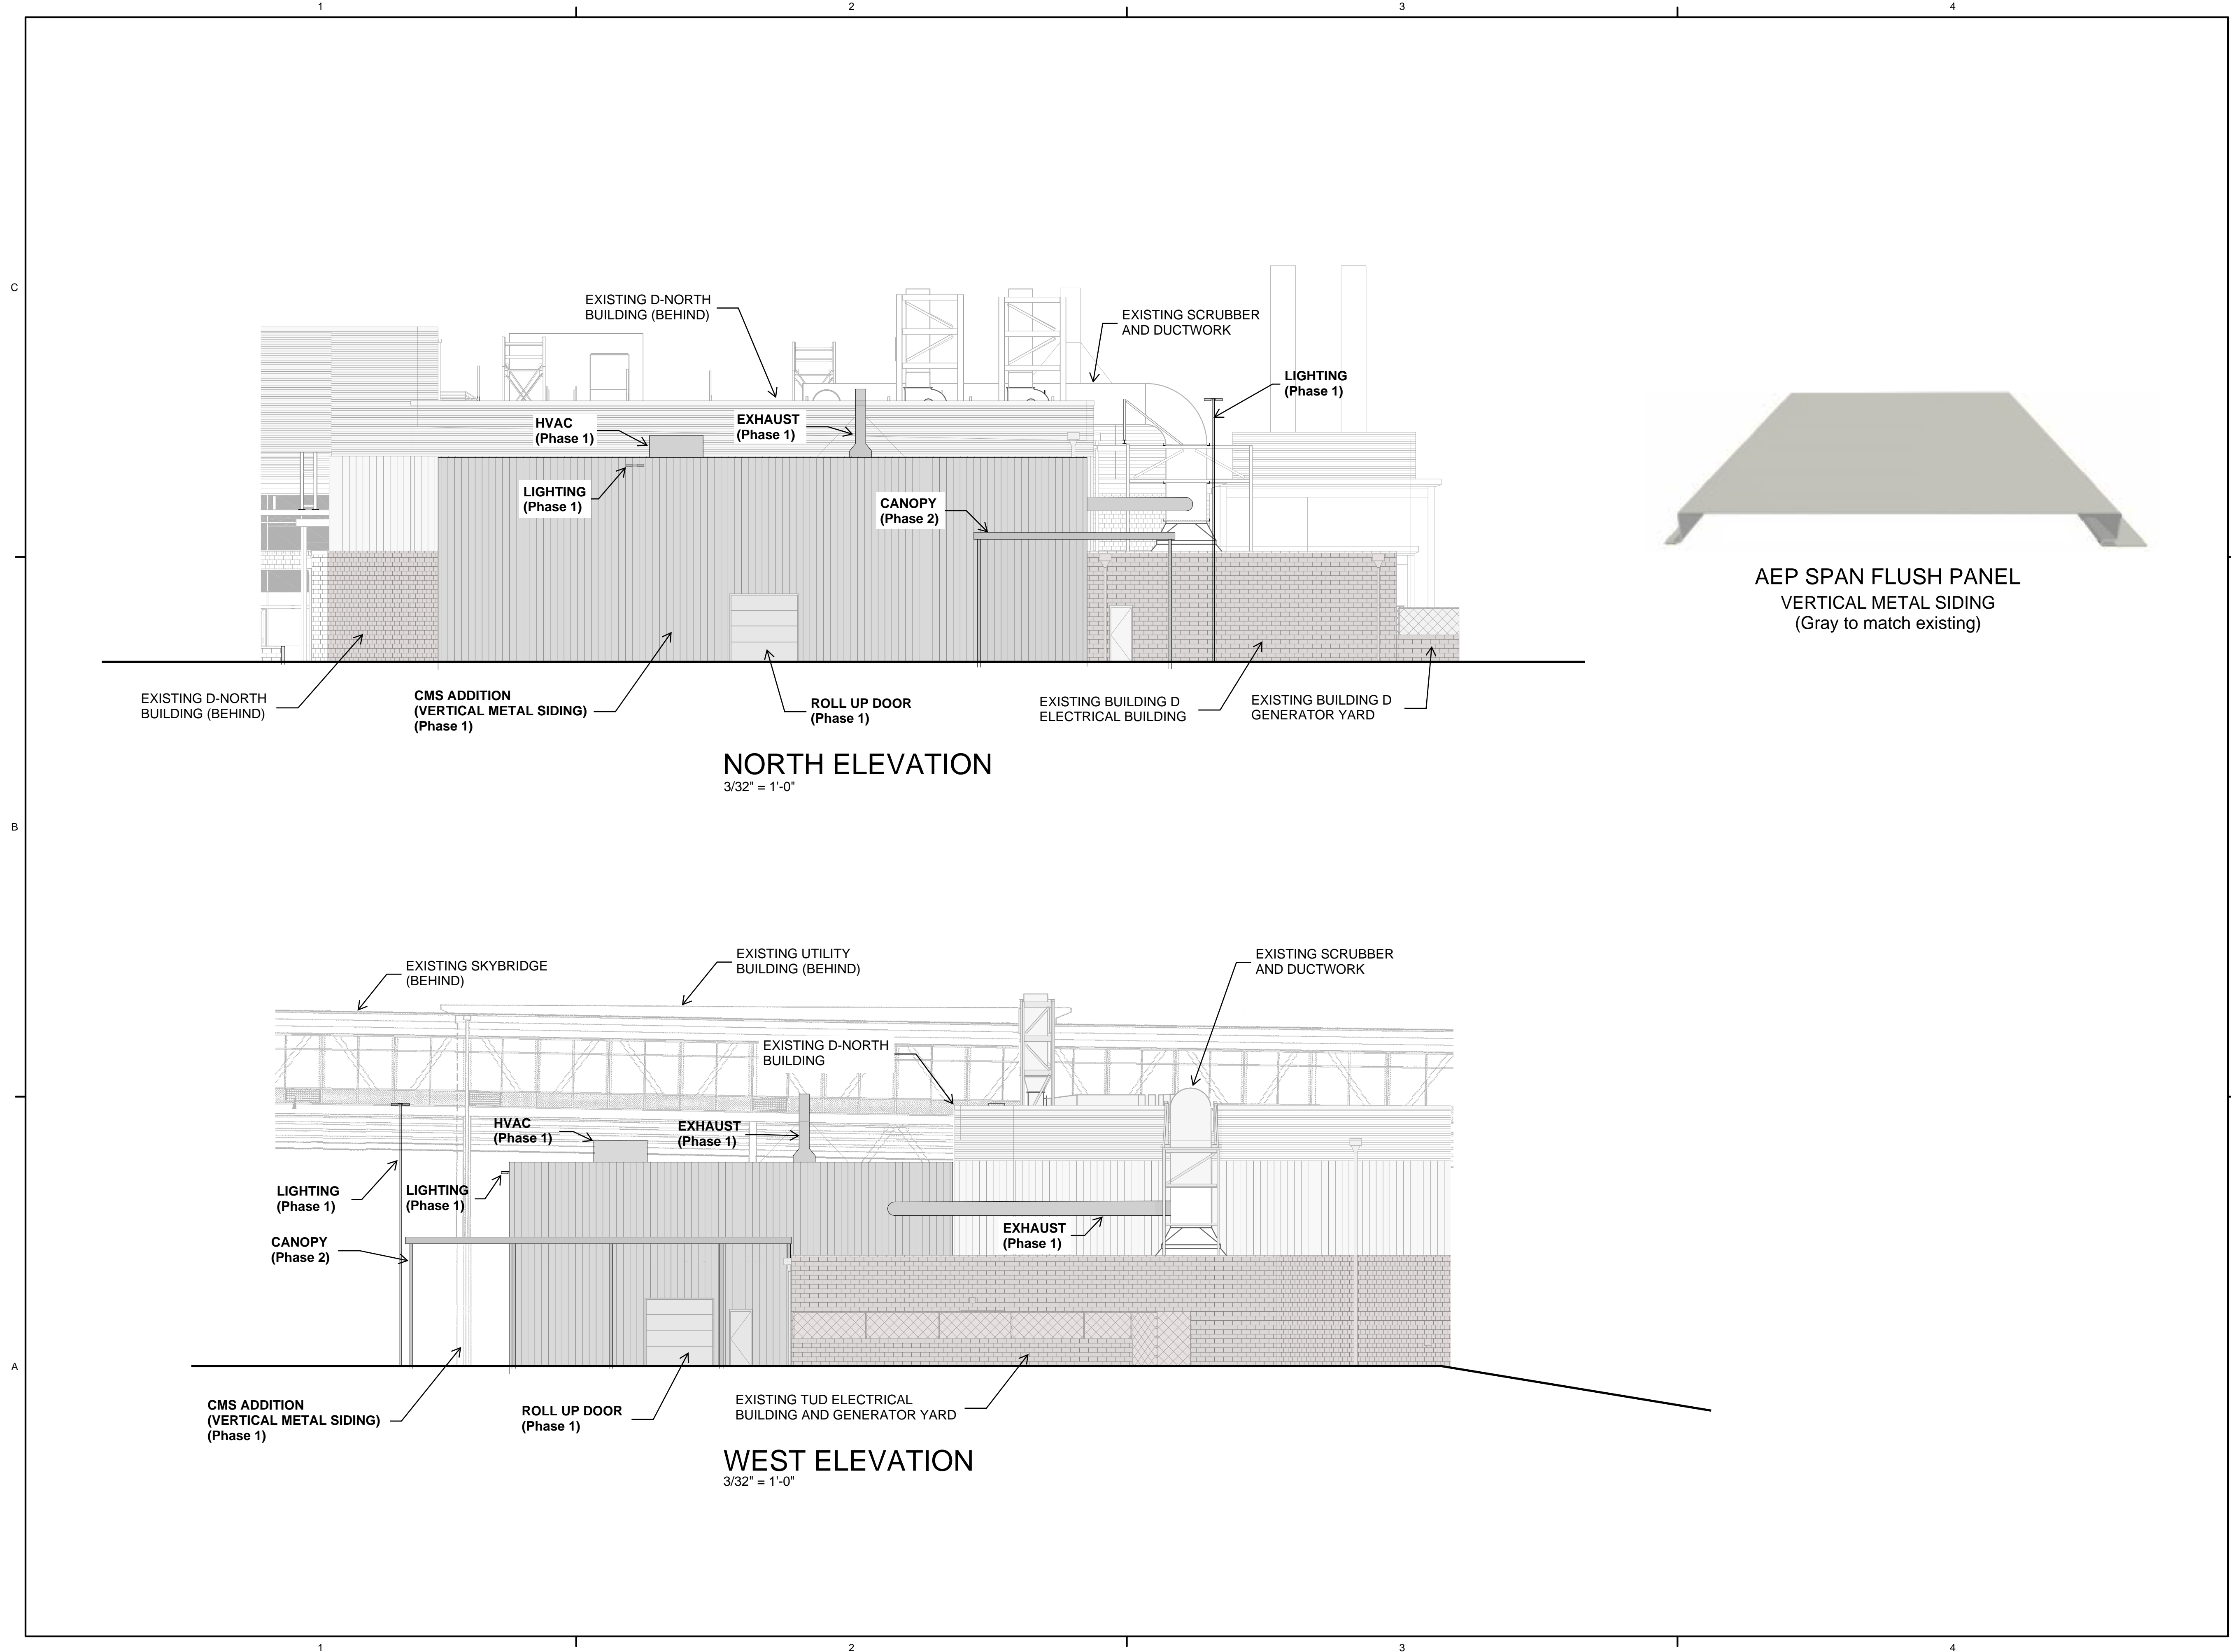 1 2 3 4
C
EXISTING D-NORTH
BUILDING (BEHIND)
EXISTING SCRUBBER
AND DUCTWORK
LIGHTING
(Phase 1)
HVAC
(Phase 1)
EXHAUST
(Phase 1)
LIGHTING
(Phase 1)
CANOPY
(Phase 2)
AEP SPAN FLUSH PANEL
VERTICAL METAL SIDING
(Gray to match existing)
EXISTING D-NORTH
BUILDING (BEHIND)
CMS ADDITION
(VERTICAL METAL SIDING)
(Phase 1)
ROLL UP DOOR
(Phase 1)
EXISTING BUILDING D
ELECTRICAL BUILDING
EXISTING BUILDING D
GENERATOR YARD
NORTH ELEVATION
3/32" = 1'-0"
B
EXISTING SKYBRIDGE
(BEHIND)
EXISTING UTILITY
BUILDING (BEHIND)
EXISTING SCRUBBER
AND DUCTWORK
EXISTING D-NORTH
BUILDING
HVAC
(Phase 1)
EXHAUST
(Phase 1)
LIGHTING
(Phase 1)
LIGHTING
(Phase 1)
EXHAUST
(Phase 1)
CANOPY
(Phase 2)
A
CMS ADDITION
(VERTICAL METAL SIDING)
(Phase 1)
ROLL UP DOOR
(Phase 1)
EXISTING TUD ELECTRICAL
BUILDING AND GENERATOR YARD
WEST ELEVATION
3/32" = 1'-0"
1 2 3 4